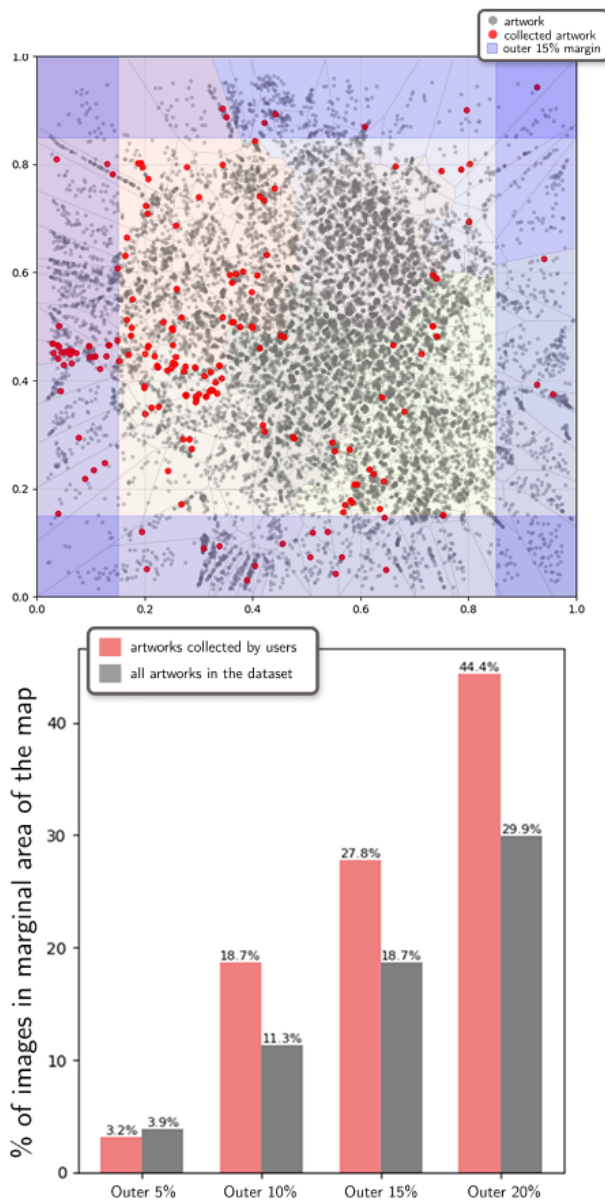 artwork
collected artwork
outer 15% margin
1.0
0.8
0.6
0.4
0.2
0.0
0.0 0.2 0.4 0.6 0.8 1.0
artworks collected by users
all artworks in the dataset
% of images in marginal area of the map
40
30
20
10
0
3.2% 3.9%
18.7% 11.3%
27.8% 18.7%
44.4% 29.9%
Outer 5% Outer 10% Outer 15% Outer 20%